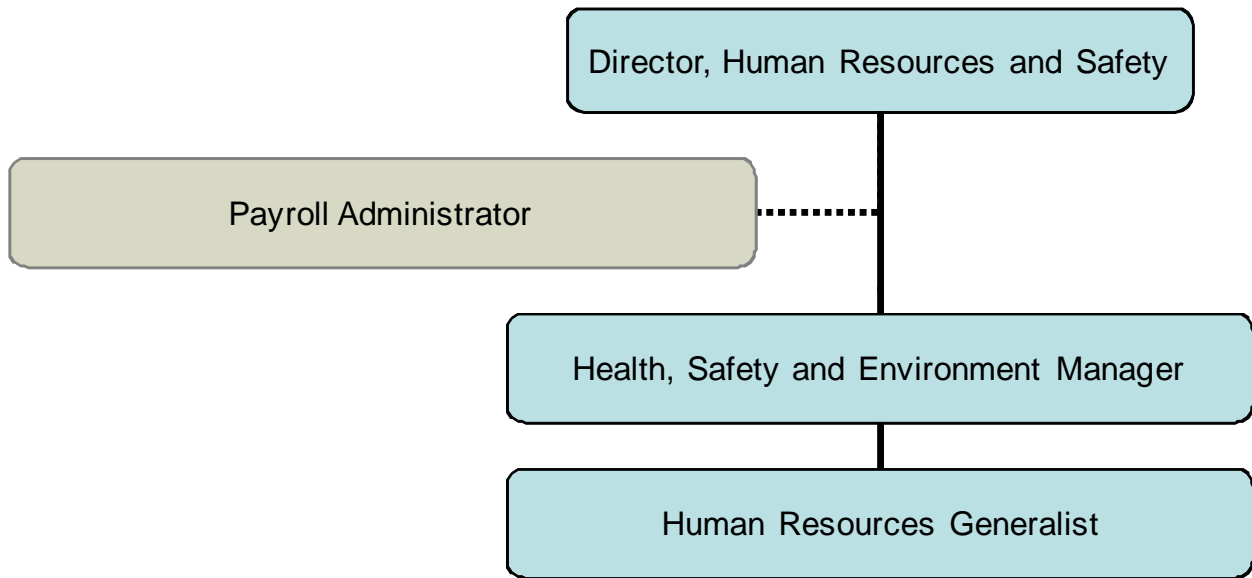 Director, Human Resources and Safety
Payroll Administrator
Health, Safety and Environment Manager
Human Resources Generalist